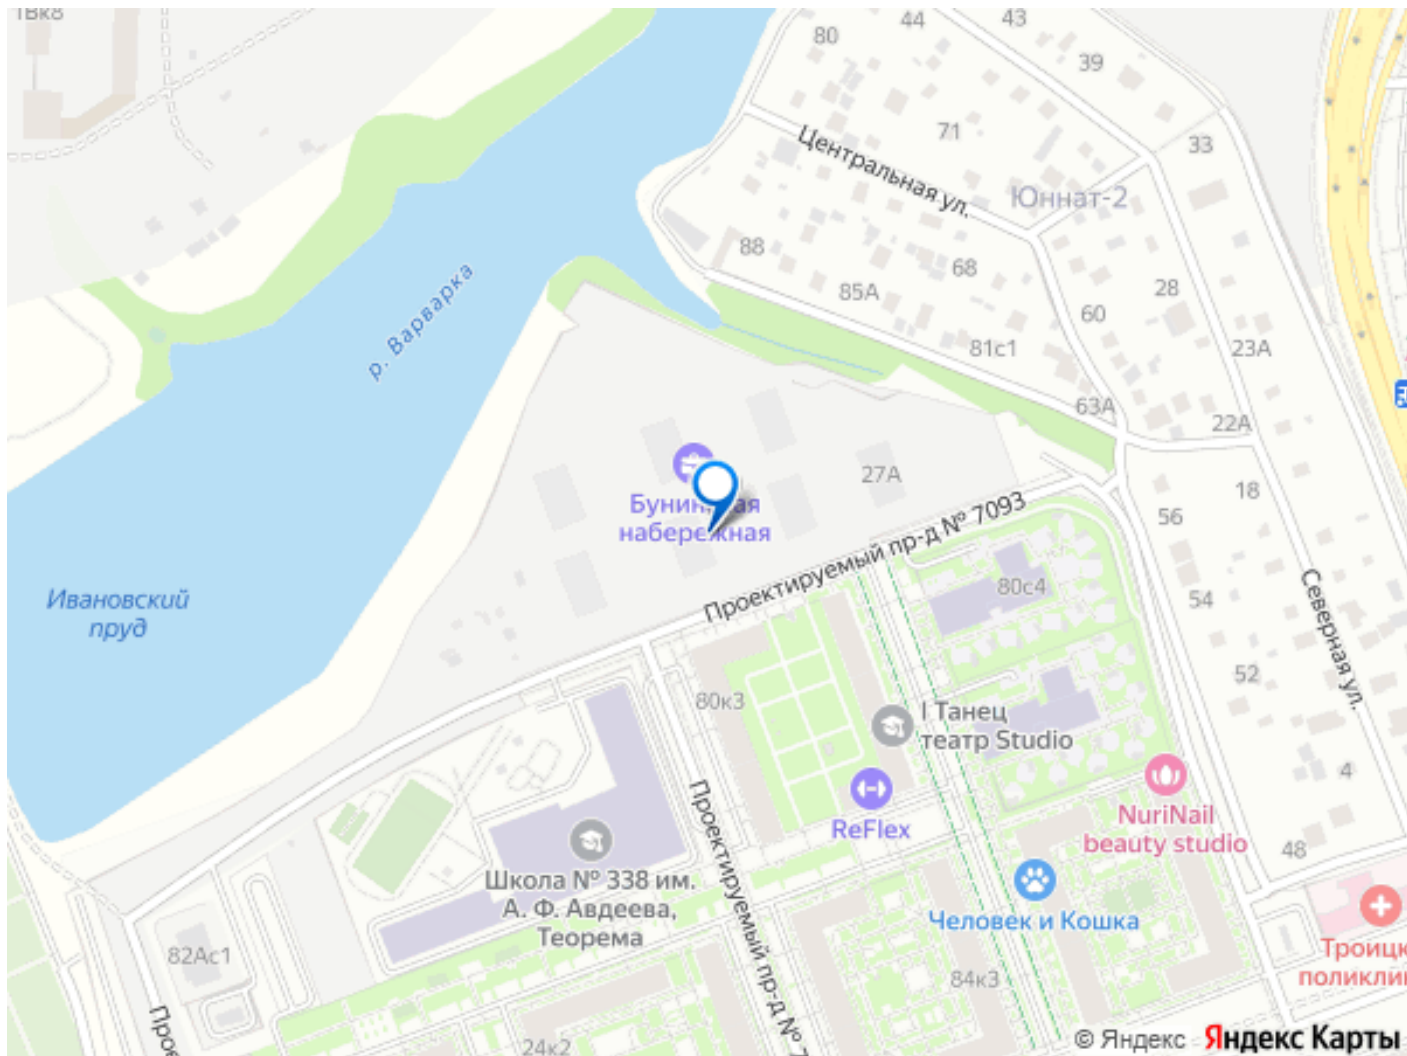 1Вк8
44
43
80
39
71
33
Центральная ул.
Юннат-2
88
68
28
85А
60
р. Варварка
81с1
23А
63А
22А
27А
18
Бунинская
набережная
56
Проектируемый пр-д № 7093
Ивановский
пруд
80с4
54
Северная ул.
52
80к3
I Танец
театр Studio
4
ReFlex
NuriNail
beauty studio
48
Школа № 338 им.
А. Ф. Авдеева,
Теорема
Проектируемый пр-д № 7
Человек и Кошка
82Ас1
Троицк
поликлин
84к3
Прое
24к2
© Яндекс Яндекс Карты